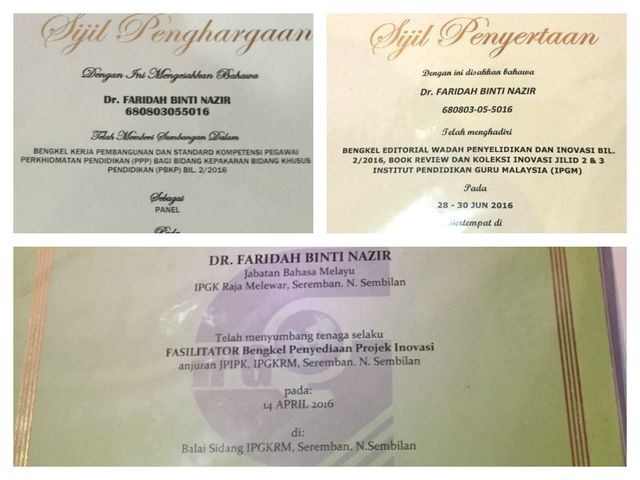 Sijil Penghargaan
Dengan Ini Mengesahkan Bahawa
Dr. FARIDAH BINTI NAZIR
680803055016
Telah Memberi Sumbangan Dalam
BENGKEL KERJA PEMBANGUNAN DAN STANDARD KOMPETENSI PEGAWAI
PERKHIDMATAN PENDIDIKAN (PPP) BAGI BIDANG KEPAKARAN BIDANG KHUSUS
PENDIDIKAN (PBKP) BIL. 2/2016
Sebagai
PANEL
Pada
Sijil Penyertaan
Dengan ini disahkan bahawa
Dr. FARIDAH BINTI NAZIR
680803-05-5016
Telah menghadiri
BENGKEL EDITORIAL WADAH PENYELIDIKAN DAN INOVASI BIL.
2/2016, BOOK REVIEW DAN KOLEKSI INOVASI JILID 2 & 3
INSTITUT PENDIDIKAN GURU MALAYSIA (IPGM)
Pada
28 - 30 JUN 2016
Bertempat di
DR. FARIDAH BINTI NAZIR
Jabatan Bahasa Melayu
IPGK Raja Melewar, Seremban. N. Sembilan
Telah menyumbang tenaga selaku
FASILITATOR Bengkel Penyediaan Projek Inovasi
anjuran JPIPK, IPGKRM, Seremban. N. Sembilan
pada:
14 APRIL 2016
di:
Balai Sidang IPGKRM, Seremban. N.Sembilan